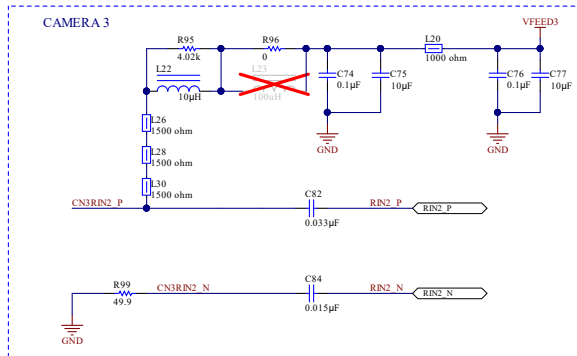 CAMERA 3
VFEED3
R95
4.02k
R96
0
L20
1000 ohm
L22
10µH
L23
100uH
C74
0.1µF
C75
10µF
C76
0.1µF
C77
10µF
GND
GND
L26
1500 ohm
L28
1500 ohm
L30
1500 ohm
CN3RIN2_P
C82
0.033µF
RIN2_P
RIN2_P
R99
49.9
CN3RIN2_N
C84
0.015µF
RIN2_N
RIN2_N
GND